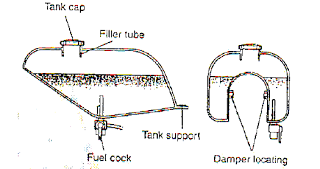 Tank cap
Filler tube
Tank support
Fuel cock
Damper locating